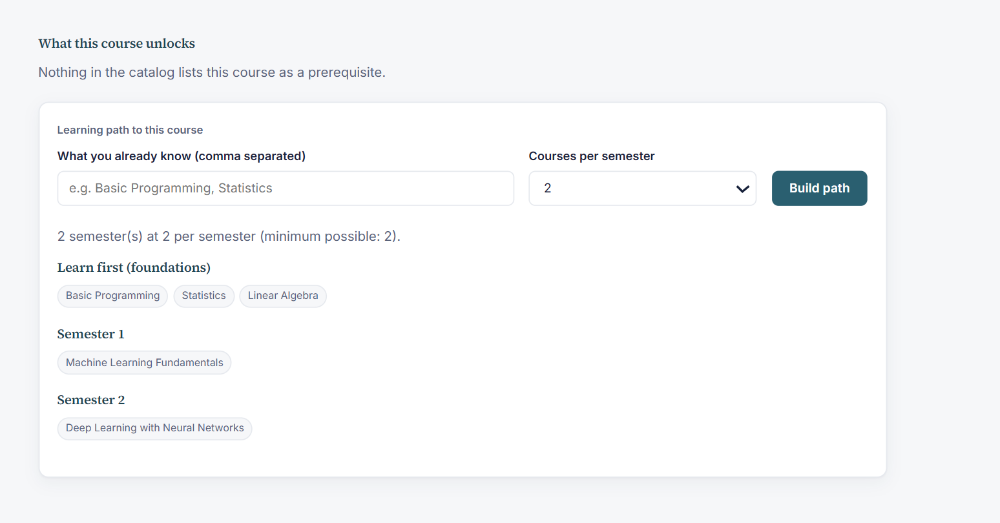 What this course unlocks
Nothing in the catalog lists this course as a prerequisite.
Learning path to this course
What you already know (comma separated)
Courses per semester
e.g. Basic Programming, Statistics
2
Build path
2 semester(s) at 2 per semester (minimum possible: 2).
Learn first (foundations)
Basic Programming
Statistics
Linear Algebra
Semester 1
Machine Learning Fundamentals
Semester 2
Deep Learning with Neural Networks